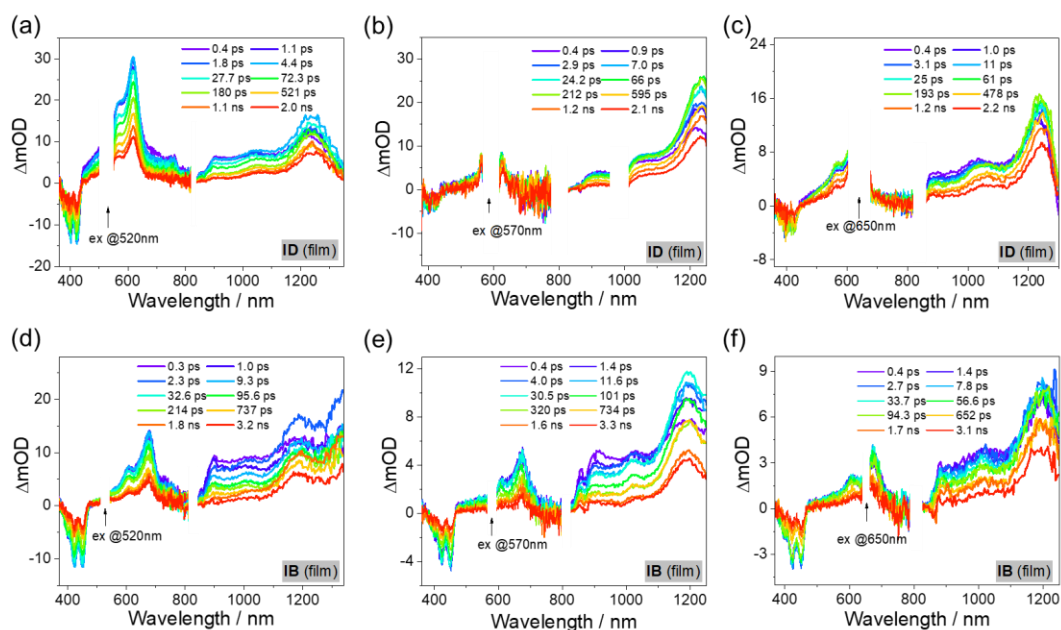 (a)
30
20
10
0
-10
20
ΔmOD
0.4 ps 1.1 ps
1.8 ps 4.4 ps
27.7 ps 72.3 ps
180 ps 521 ps
1.1 ns 2.0 ns
ex @520nm
ID (film)
400 600 800 1000 1200
Wavelength / nm
(b)
30
15
0
-15
ΔmOD
0.4 ps 0.9 ps
2.9 ps 7.0 ps
24.2 ps 66 ps
212 ps 595 ps
1.2 ns 2.1 ns
ex @570nm
ID (film)
400 600 800 1000 1200
Wavelength / nm
(c)
24
16
8
0
-8
ΔmOD
0.4 ps 1.0 ps
3.1 ps 11 ps
25 ps 61 ps
193 ps 478 ps
1.2 ns 2.2 ns
ex @650nm
ID (film)
400 600 800 1000 1200
Wavelength / nm
(d)
20
10
0
-10
ΔmOD
0.3 ps 1.0 ps
2.3 ps 9.3 ps
32.6 ps 95.6 ps
214 ps 737 ps
1.8 ns 3.2 ns
ex @520nm
IB (film)
400 600 800 1000 1200
Wavelength / nm
(e)
12
8
4
0
-4
ΔmOD
0.4 ps 1.4 ps
4.0 ps 11.6 ps
30.5 ps 101 ps
320 ps 734 ps
1.6 ns 3.3 ns
ex @570nm
IB (film)
400 600 800 1000 1200
Wavelength / nm
(f)
9
6
3
0
-3
ΔmOD
0.4 ps 1.4 ps
2.7 ps 7.8 ps
33.7 ps 56.6 ps
94.3 ps 652 ps
1.7 ns 3.1 ns
ex @650nm
IB (film)
400 600 800 1000 1200
Wavelength / nm